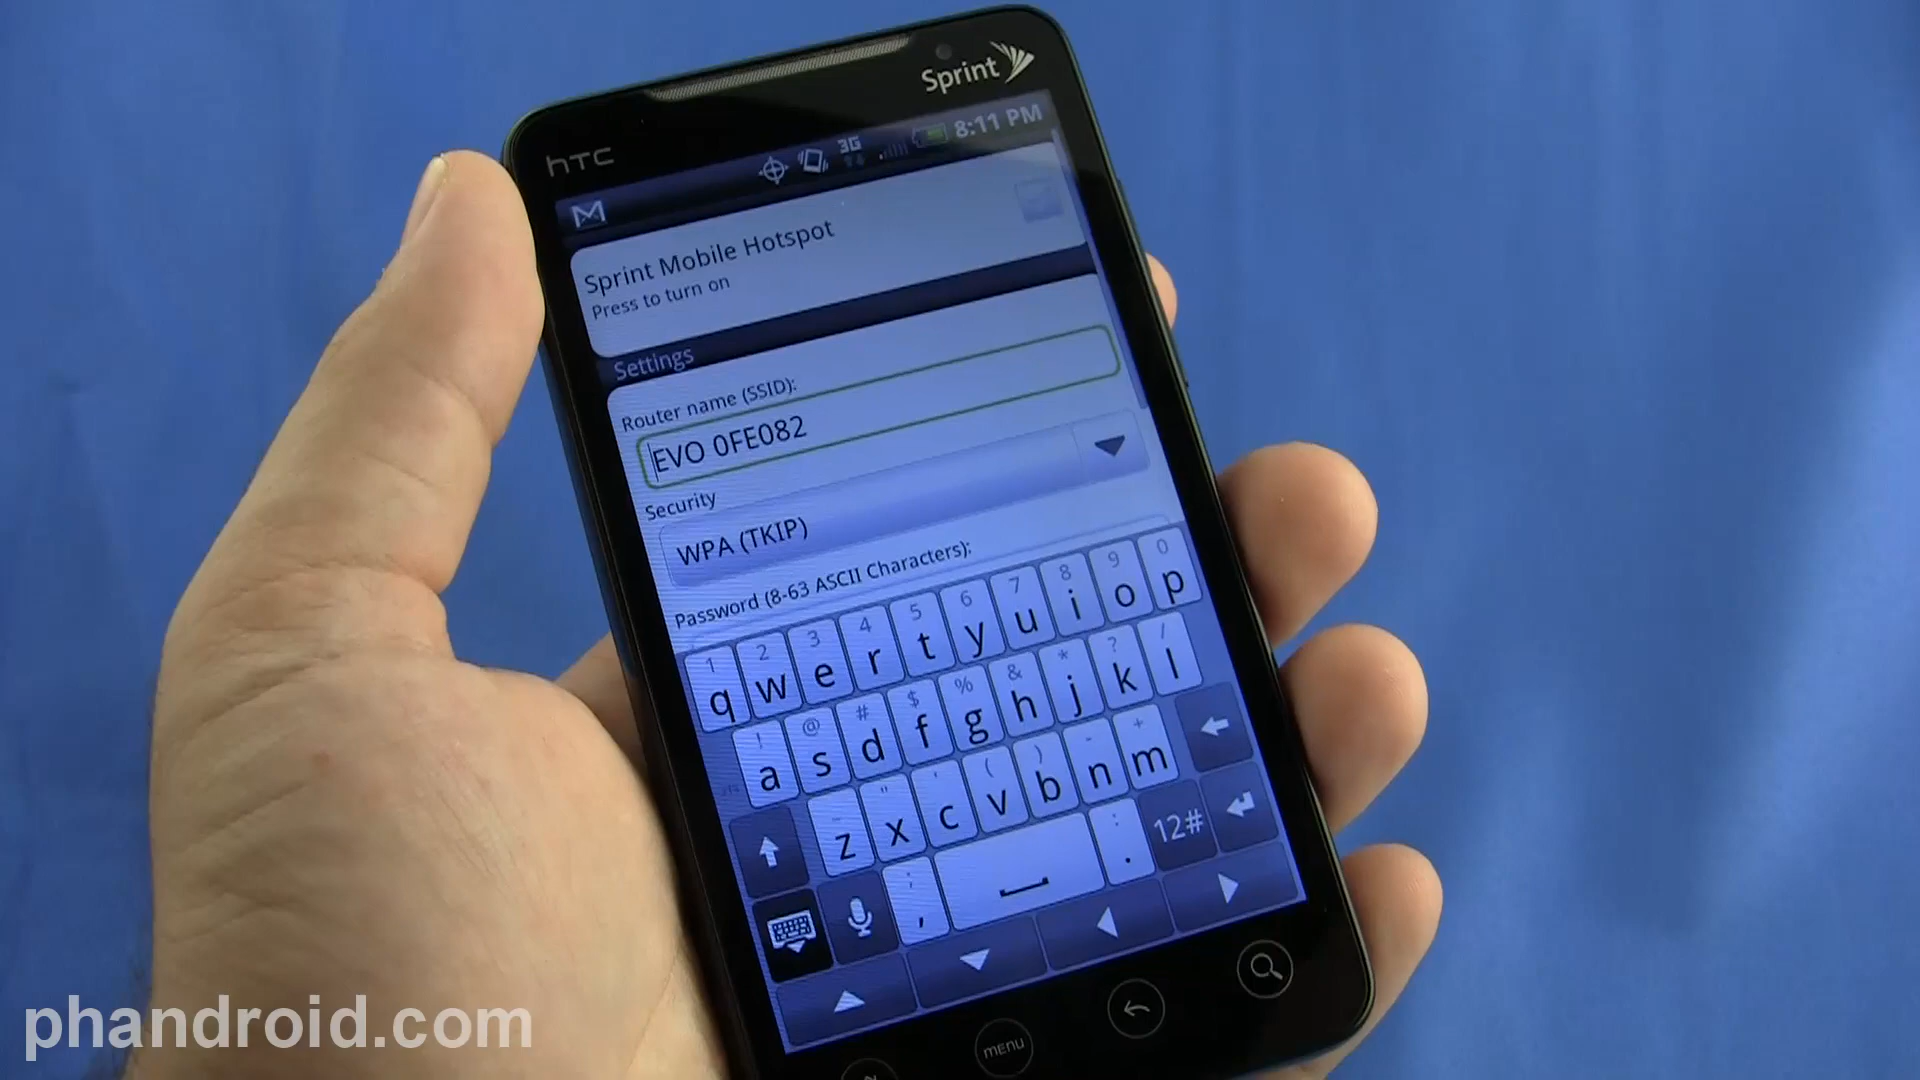 Sprint
hTC
3G 8:11 PM
Sprint Mobile Hotspot
Press to turn on
Settings
Router name (SSID):
EVO 0FE082
Security
WPA (TKIP)
Password (8-63 ASCII Characters):
1 2 3 4 5 6 7 8 9 0
q w e r t y u i o p
! @ # $ % & * ? /
a s d f g h j k l
_ " ' ( ) - +
z x c v b n m
; :
, . 12#
MENU
phandroid.com